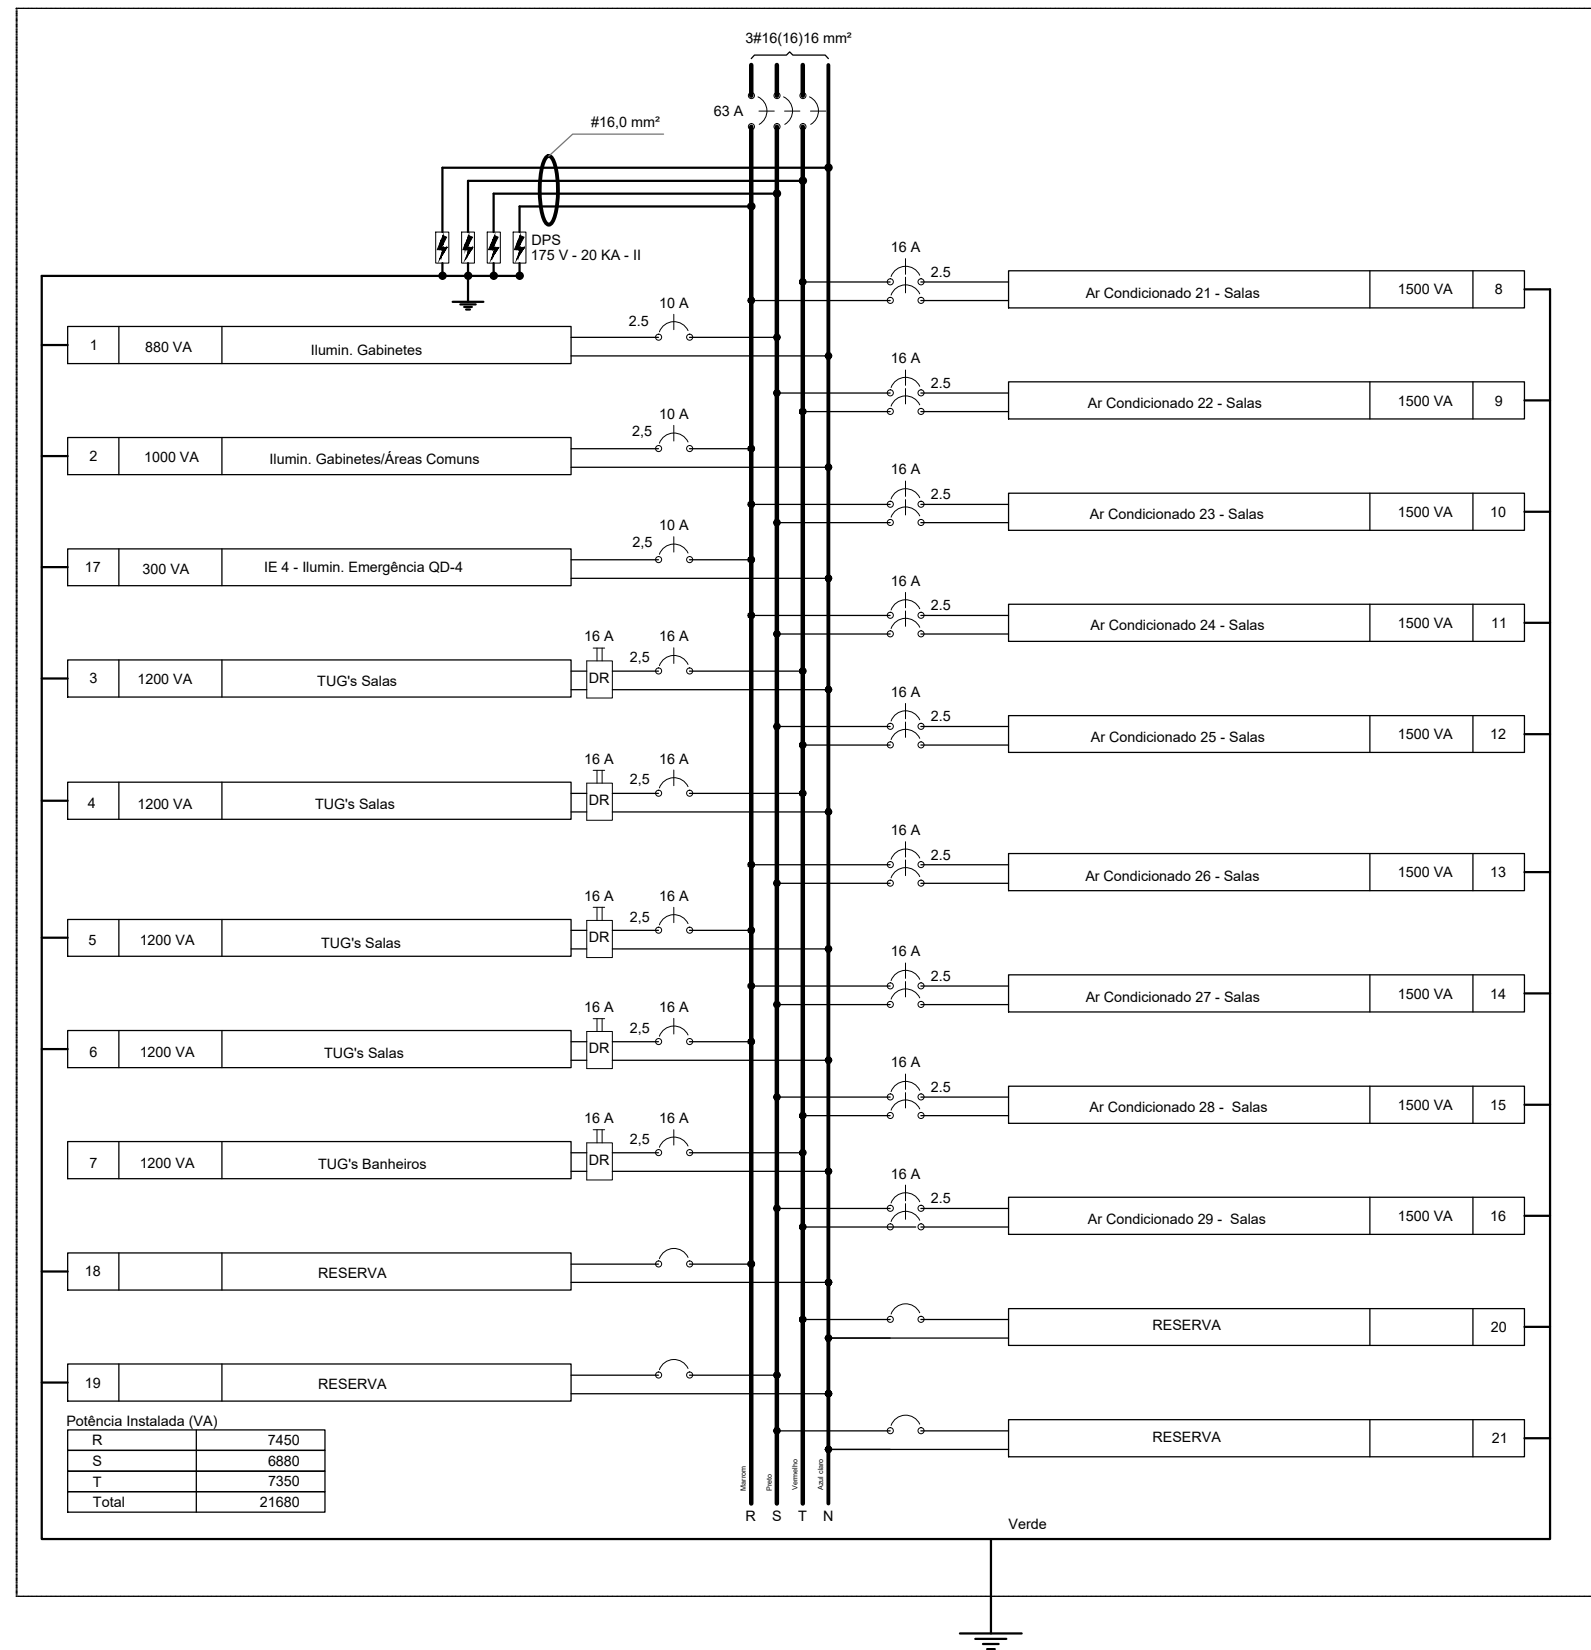 3#16(16)16 mm²
63 A
#16,0 mm²
DPS
175 V - 20 KA - II
10 A
2.5
1 880 VA Ilumin. Gabinetes
10 A
2,5
2 1000 VA Ilumin. Gabinetes/Áreas Comuns
10 A
2,5
17 300 VA IE 4 - Ilumin. Emergência QD-4
16 A 16 A
2,5
3 1200 VA TUG's Salas DR
16 A 16 A
2,5
4 1200 VA TUG's Salas DR
16 A 16 A
2,5
5 1200 VA TUG's Salas DR
16 A 16 A
2,5
6 1200 VA TUG's Salas DR
16 A 16 A
2,5
7 1200 VA TUG's Banheiros DR
18 RESERVA
19 RESERVA
16 A
2.5
Ar Condicionado 21 - Salas 1500 VA 8
16 A
2.5
Ar Condicionado 22 - Salas 1500 VA 9
16 A
2.5
Ar Condicionado 23 - Salas 1500 VA 10
16 A
2.5
Ar Condicionado 24 - Salas 1500 VA 11
16 A
2.5
Ar Condicionado 25 - Salas 1500 VA 12
16 A
2.5
Ar Condicionado 26 - Salas 1500 VA 13
16 A
2.5
Ar Condicionado 27 - Salas 1500 VA 14
16 A
2.5
Ar Condicionado 28 - Salas 1500 VA 15
16 A
2.5
Ar Condicionado 29 - Salas 1500 VA 16
RESERVA 20
RESERVA 21
Potência Instalada (VA)
R 7450
S 6880
T 7350
Total 21680
Marrom
Preto
Vermelho
Azul claro
R S T N
Verde